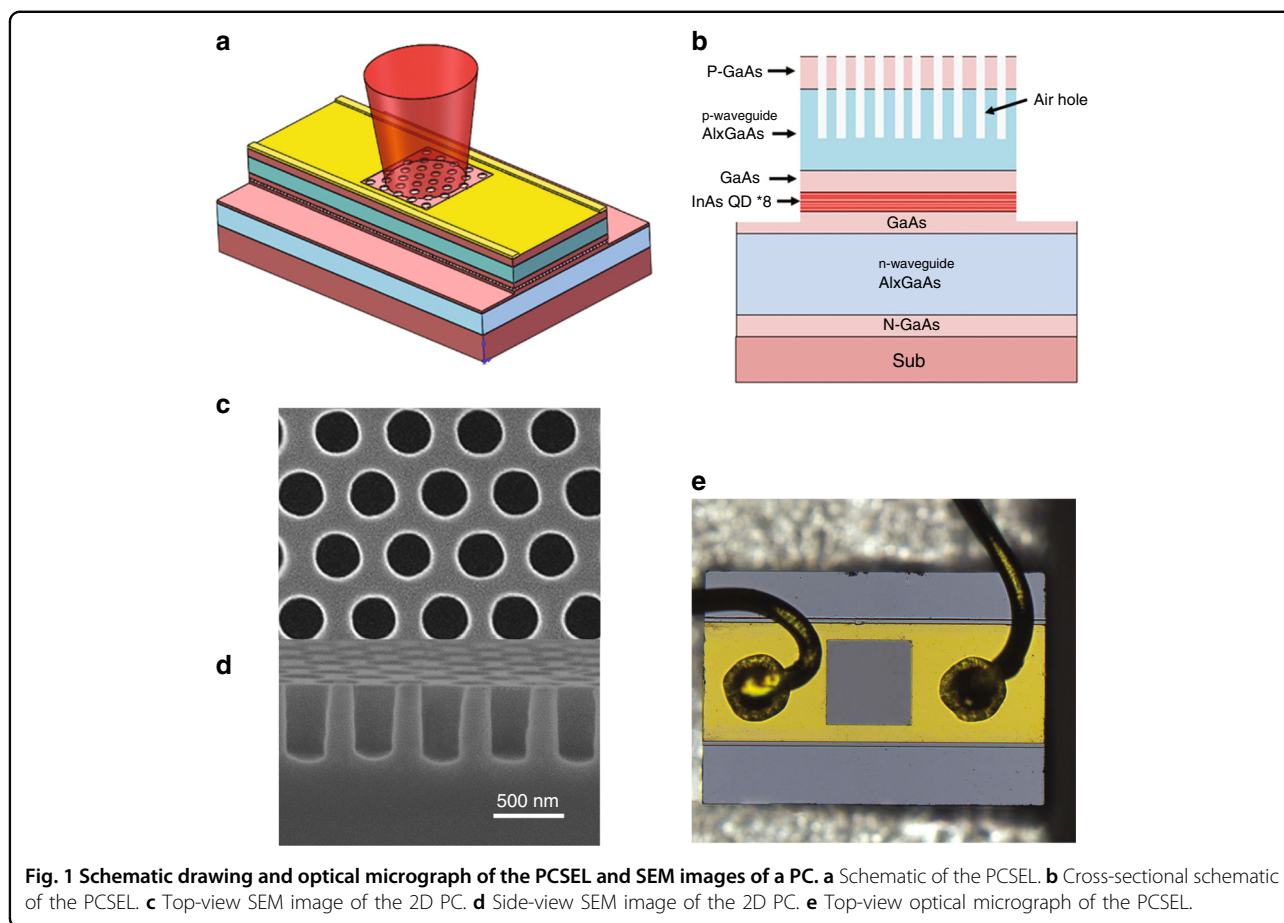 a
b
P-GaAs
Air hole
p-waveguide
AlxGaAs
GaAs
InAs QD *8
GaAs
n-waveguide
AlxGaAs
N-GaAs
Sub
c
d
500 nm
e
Fig. 1 Schematic drawing and optical micrograph of the PCSEL and SEM images of a PC. a Schematic of the PCSEL. b Cross-sectional schematic
of the PCSEL. c Top-view SEM image of the 2D PC. d Side-view SEM image of the 2D PC. e Top-view optical micrograph of the PCSEL.